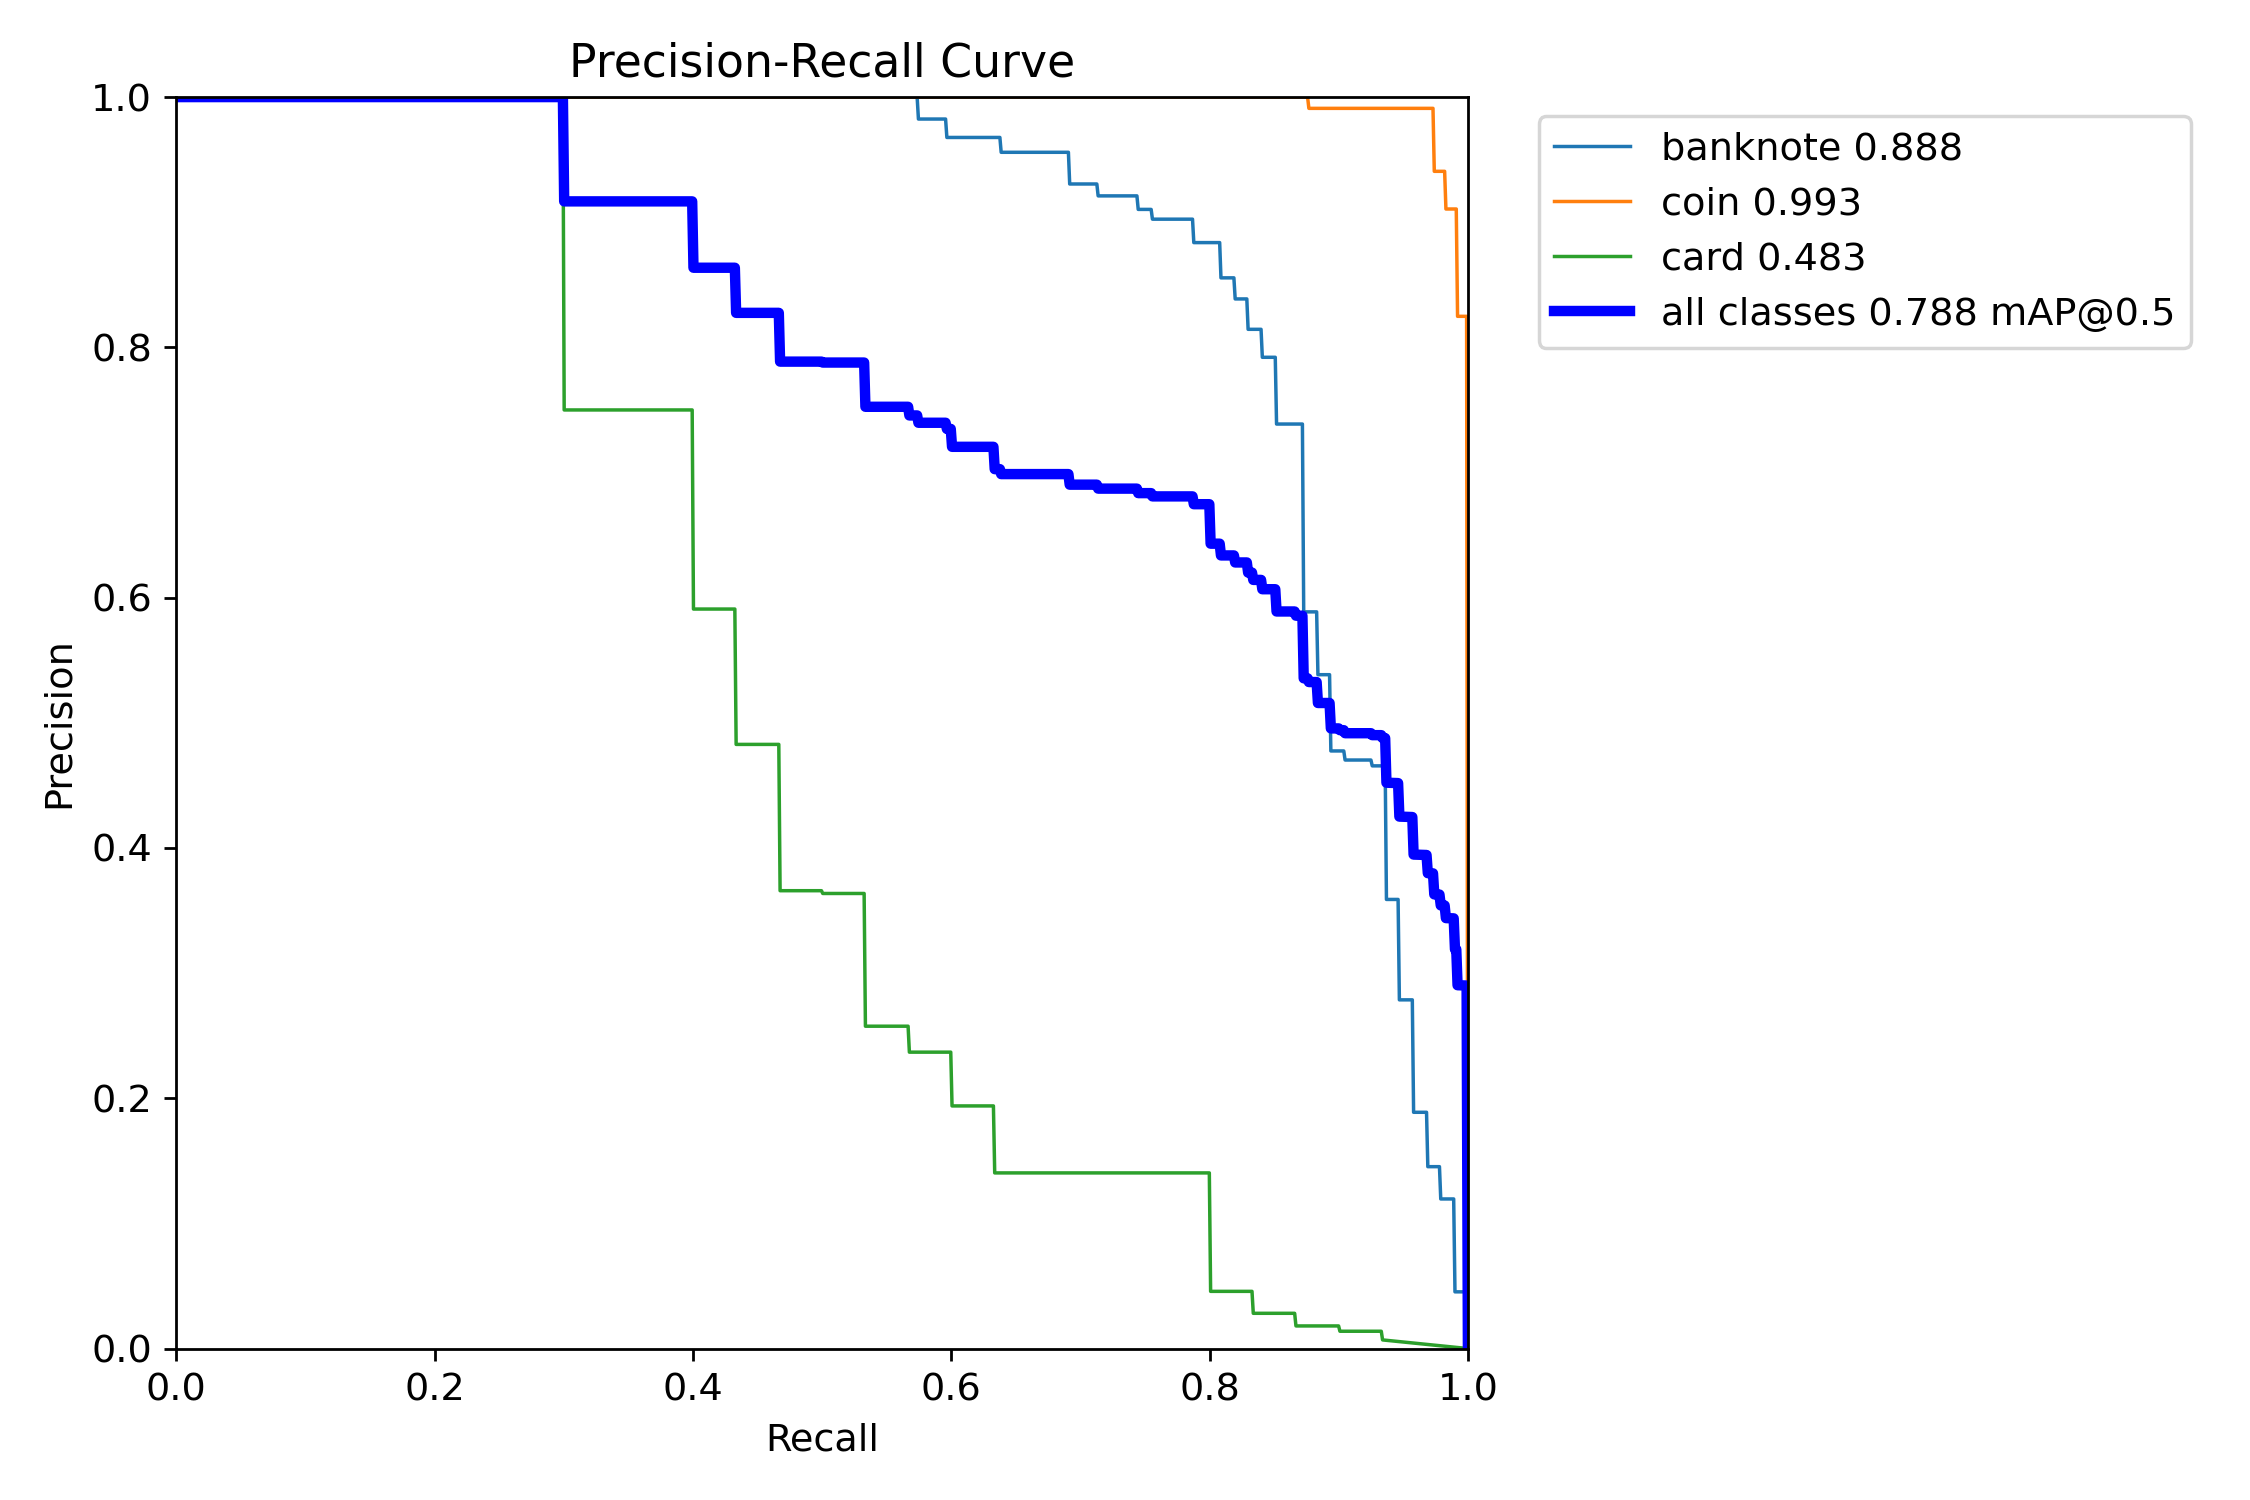 Precision-Recall Curve
1.0
0.8
0.6
0.4
0.2
0.0
Precision
0.0 0.2 0.4 0.6 0.8 1.0
Recall
banknote 0.888
coin 0.993
card 0.483
all classes 0.788 mAP@0.5